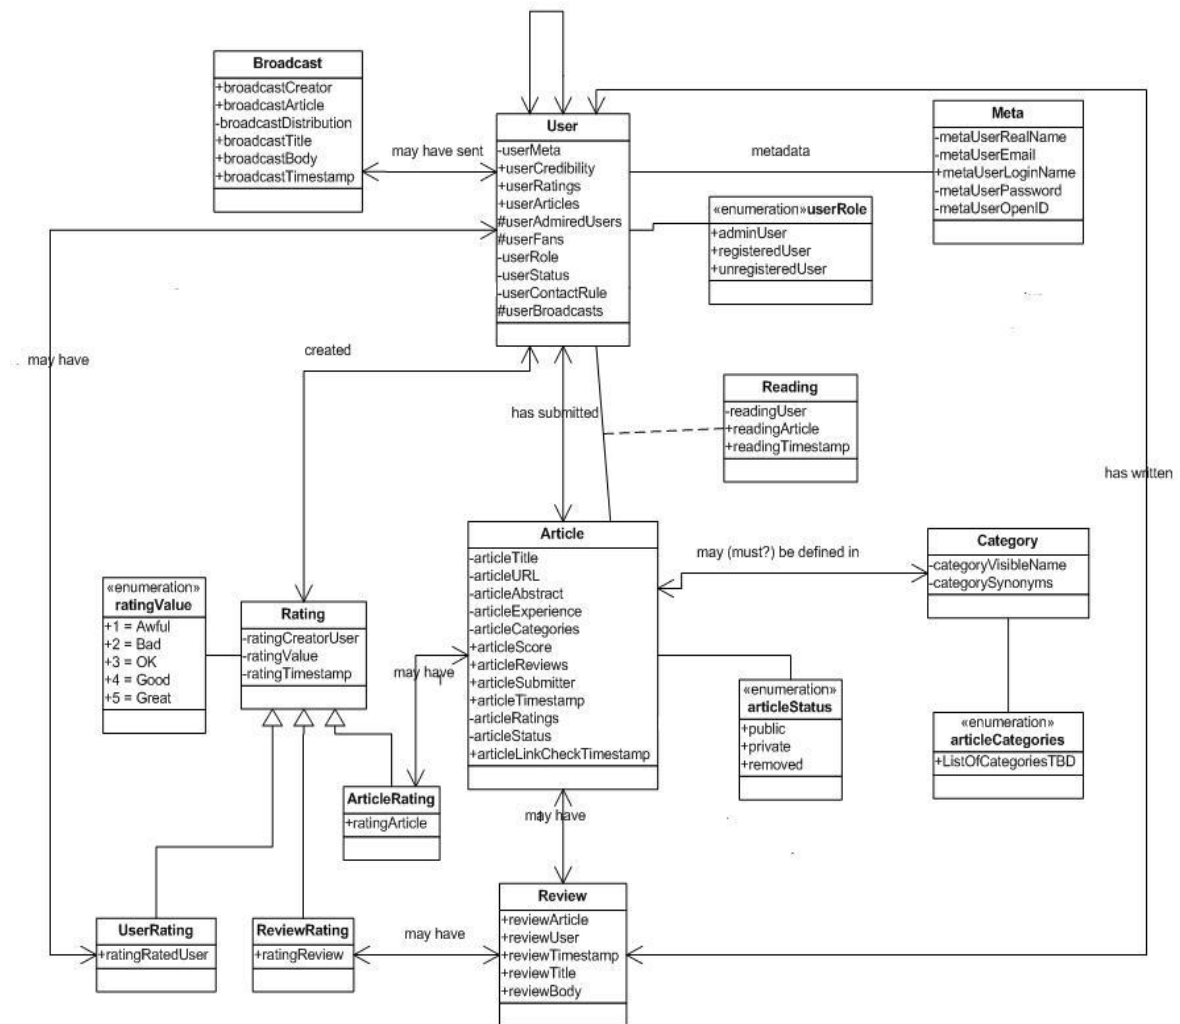 Broadcast
+broadcastCreator
+broadcastArticle
-broadcastDistribution
+broadcastTitle
+broadcastBody
+broadcastTimestamp
may have sent
User
-userMeta
+userCredibility
+userRatings
+userArticles
#userAdmiredUsers
#userFans
-userRole
-userStatus
-userContactRule
#userBroadcasts
metadata
Meta
-metaUserRealName
-metaUserEmail
+metaUserLoginName
-metaUserPassword
-metaUserOpenID
«enumeration»userRole
+adminUser
+registeredUser
+unregisteredUser
may have
created
has submitted
Reading
-readingUser
+readingArticle
+readingTimestamp
has written
Article
-articleTitle
-articleURL
-articleAbstract
-articleExperience
-articleCategories
+articleScore
+articleReviews
+articleSubmitter
+articleTimestamp
-articleRatings
-articleStatus
+articleLinkCheckTimestamp
may (must?) be defined in
Category
-categoryVisibleName
-categorySynonyms
«enumeration»
ratingValue
+1 = Awful
+2 = Bad
+3 = OK
+4 = Good
+5 = Great
Rating
-ratingCreatorUser
-ratingValue
-ratingTimestamp
may have
«enumeration»
articleStatus
+public
+private
+removed
«enumeration»
articleCategories
+ListOfCategoriesTBD
ArticleRating
+ratingArticle
may have
UserRating
+ratingRatedUser
ReviewRating
+ratingReview
may have
Review
+reviewArticle
+reviewUser
+reviewTimestamp
+reviewTitle
+reviewBody